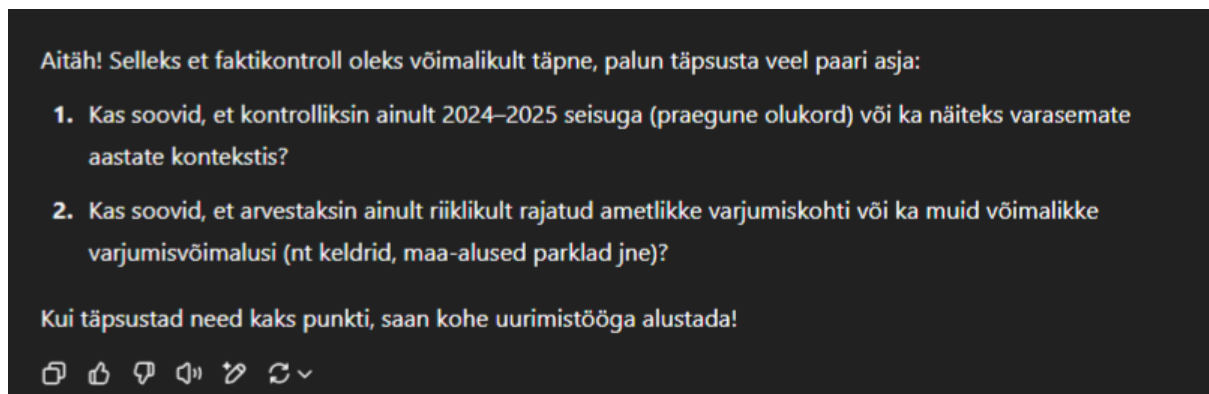 Aitäh! Selleks et faktikontroll oleks võimalikult täpne, palun täpsusta veel paari asja:
1. Kas soovid, et kontrolliksin ainult 2024–2025 seisuga (praegune olukord) või ka näiteks varasemate
aastate kontekstis?
2. Kas soovid, et arvestaksin ainult riiklikult rajatud ametlikke varjumiskohti või ka muid võimalikke
varjumisvõimalusi (nt keldrid, maa-alused parklad jne)?
Kui täpsustad need kaks punkti, saan kohe uurimistööga alustada!